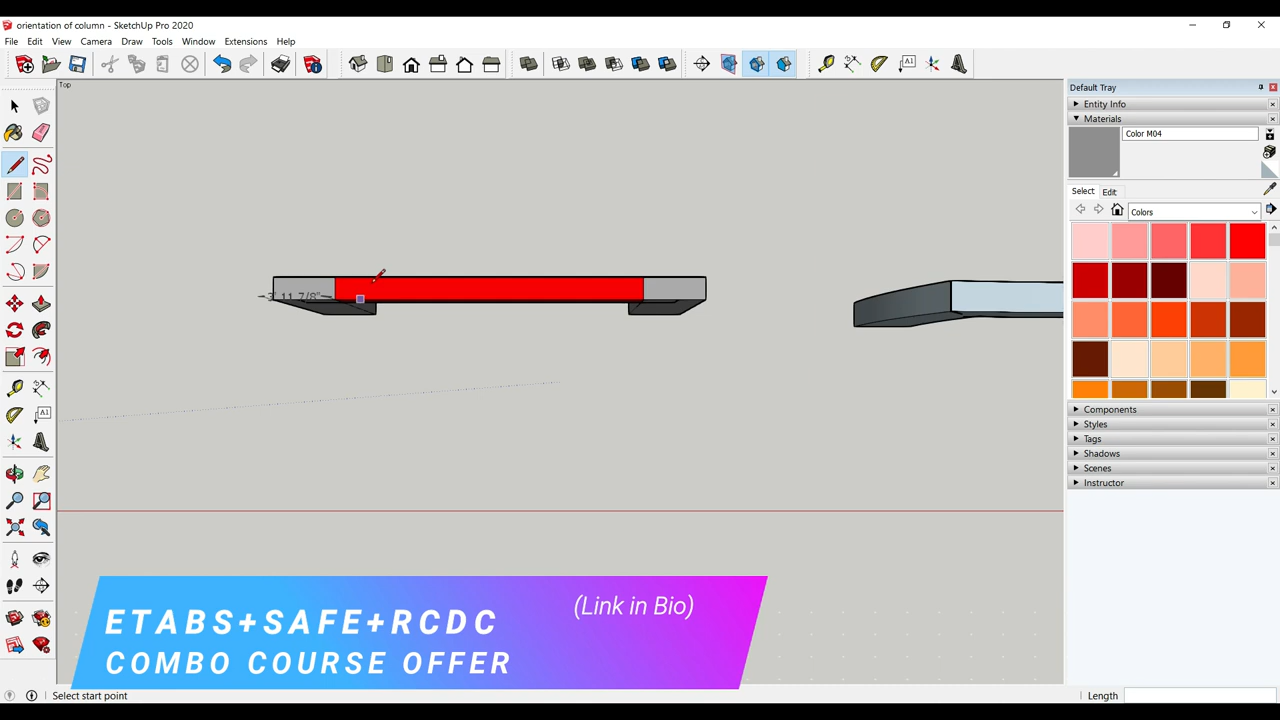 orientation of column - SketchUp Pro 2020
File Edit View Camera Draw Tools Window Extensions Help
Top
Default Tray
Entity Info
Materials
Color M04
Select Edit
Colors
3' 11 7/8"
Components
Styles
Tags
Shadows
Scenes
Instructor
ETABS+SAFE+RCDC
(Link in Bio)
COMBO COURSE OFFER
Select start point
Length